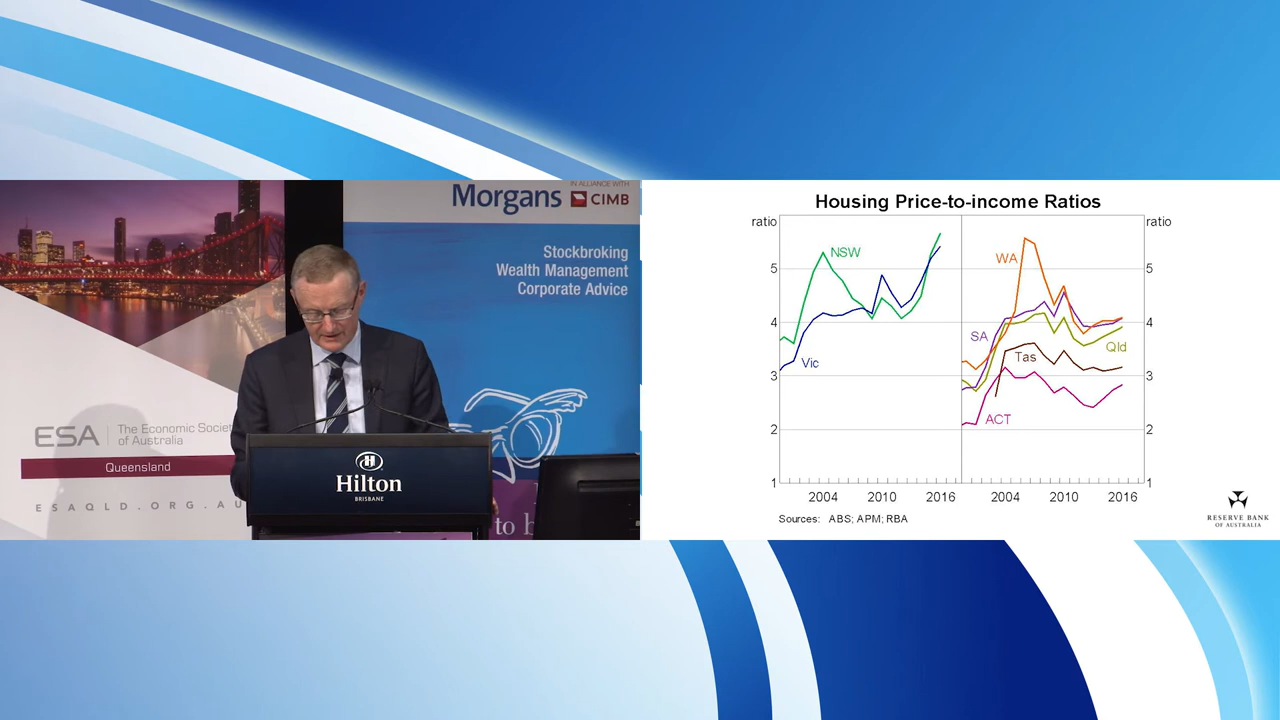 Morgans
IN ALLIANCE WITH
CIMB
Stockbroking
Wealth Management
Corporate Advice
ESA
The Economic Society
of Australia
Queensland
ESAQLD.ORG.AU
H
Hilton
BRISBANE
to b
Housing Price-to-income Ratios
ratio
ratio
NSW
WA
5
5
4
4
SA
Qld
Tas
Vic
3
3
ACT
2
2
1
1
2004
2010
2016
2004
2010
2016
Sources: ABS; APM; RBA
RESERVE BANK
OF AUSTRALIA